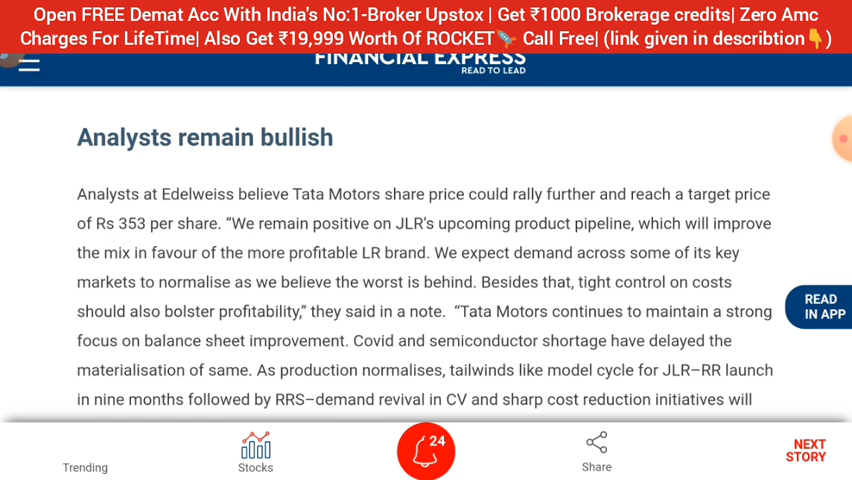 Open FREE Demat Acc With India's No:1-Broker Upstox | Get ₹1000 Brokerage credits| Zero Amc
Charges For LifeTime| Also Get ₹19,999 Worth Of ROCKET🚀 Call Free| (link given in describtion👇)
FINANCIAL EXPRESS
READ TO LEAD
Analysts remain bullish
Analysts at Edelweiss believe Tata Motors share price could rally further and reach a target price
of Rs 353 per share. “We remain positive on JLR’s upcoming product pipeline, which will improve
the mix in favour of the more profitable LR brand. We expect demand across some of its key
markets to normalise as we believe the worst is behind. Besides that, tight control on costs
should also bolster profitability,” they said in a note. “Tata Motors continues to maintain a strong
focus on balance sheet improvement. Covid and semiconductor shortage have delayed the
materialisation of same. As production normalises, tailwinds like model cycle for JLR–RR launch
in nine months followed by RRS–demand revival in CV and sharp cost reduction initiatives will
READ
IN APP
Trending
Stocks
24
Share
NEXT
STORY